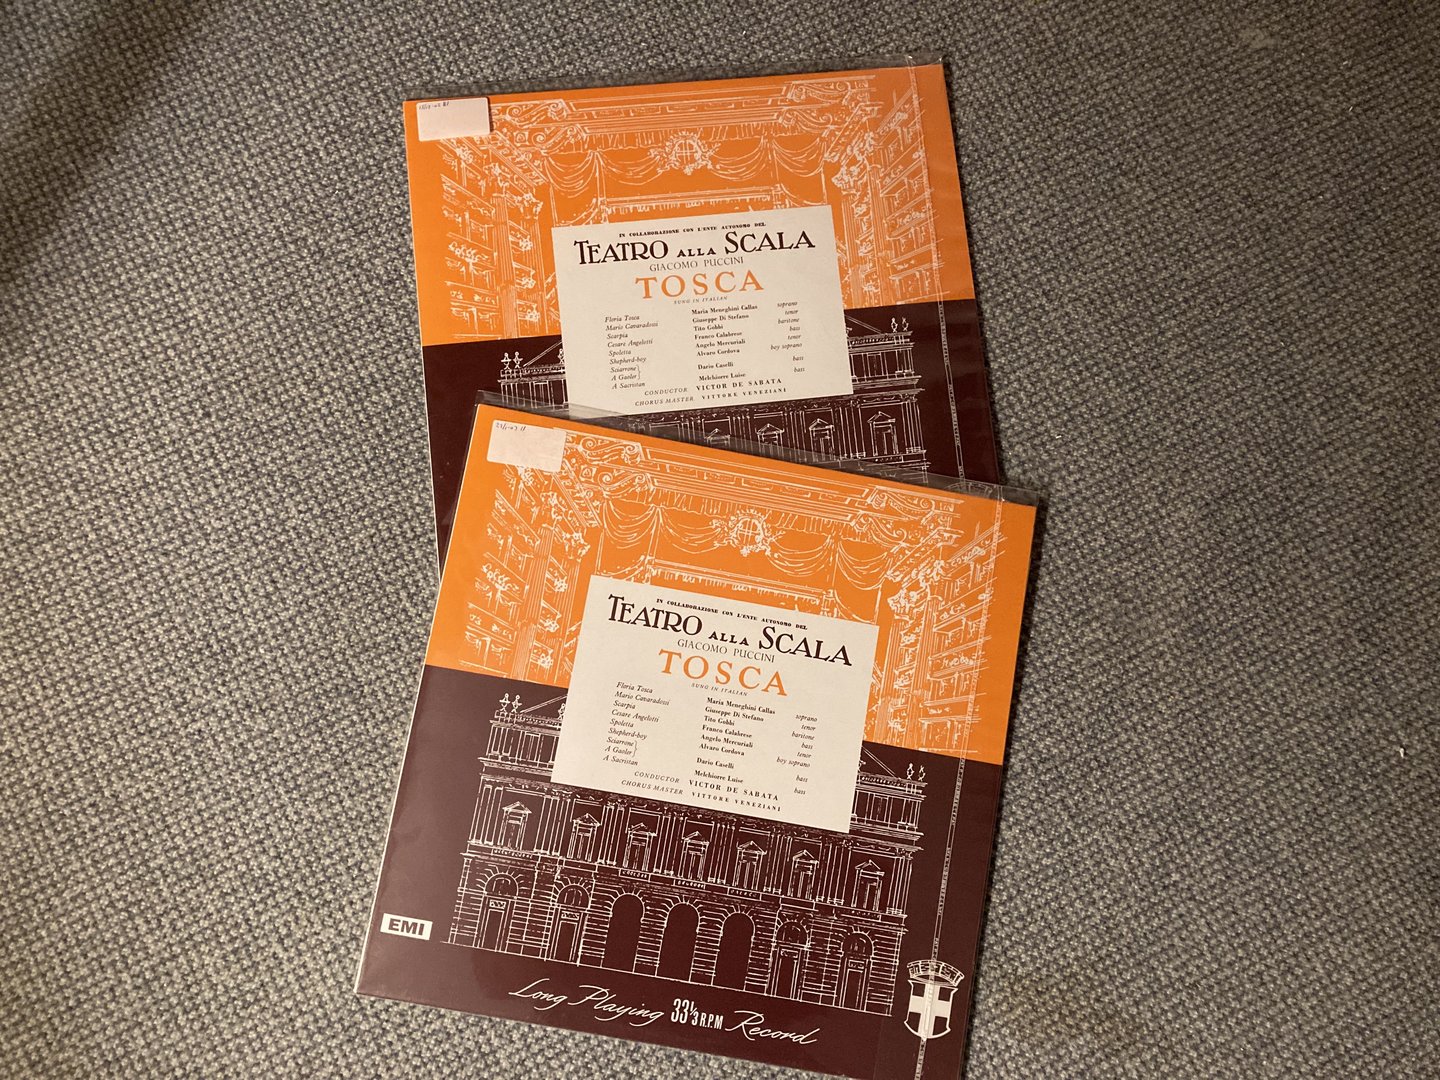 IN COLLABORAZIONE CON L'ENTE AUTONOMO DEL
TEATRO ALLA SCALA
GIACOMO PUCCINI
TOSCA
SUNG IN ITALIAN
Floria Tosca Maria Meneghini Callas soprano
Mario Cavaradossi Giuseppe Di Stefano tenor
Scarpia Tito Gobbi baritone
Cesare Angelotti Franco Calabrese bass
Spoletta Angelo Mercuriali tenor
Shepherd-boy Alvaro Cordova boy soprano
Sciarrone
A Gaoler Dario Caselli bass
A Sacristan Melchiorre Luise bass
CONDUCTOR VICTOR DE SABATA
CHORUS MASTER VITTORE VENEZIANI
IN COLLABORAZIONE CON L'ENTE AUTONOMO DEL
TEATRO ALLA SCALA
GIACOMO PUCCINI
TOSCA
SUNG IN ITALIAN
Floria Tosca Maria Meneghini Callas soprano
Mario Cavaradossi Giuseppe Di Stefano tenor
Scarpia Tito Gobbi baritone
Cesare Angelotti Franco Calabrese bass
Spoletta Angelo Mercuriali tenor
Shepherd-boy Alvaro Cordova boy soprano
Sciarrone
A Gaoler Dario Caselli bass
A Sacristan Melchiorre Luise bass
CONDUCTOR VICTOR DE SABATA
CHORUS MASTER VITTORE VENEZIANI
EMI
Long Playing 33⅓ R.P.M Record